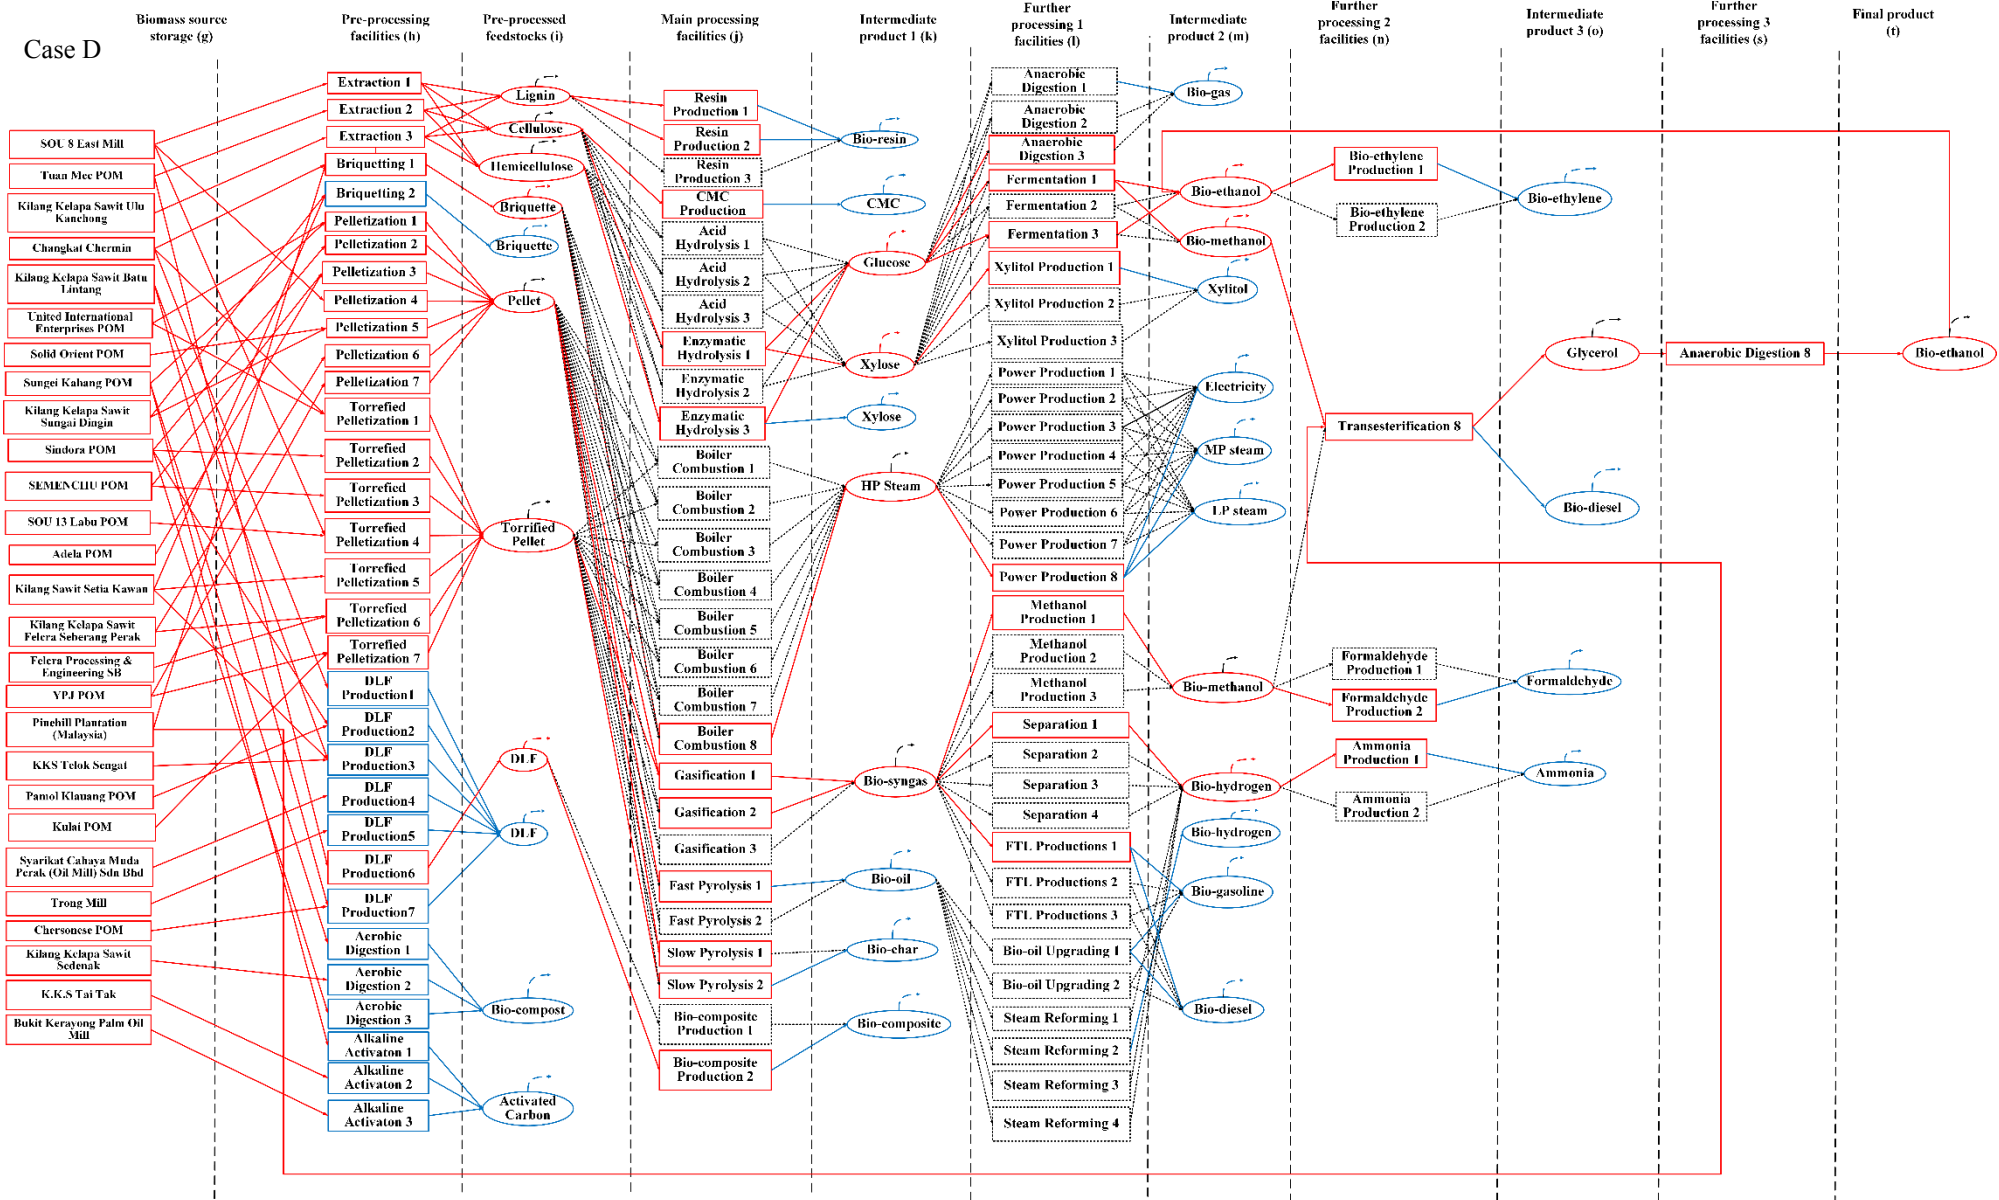 Case D
Biomass source
storage (g)
Pre-processing
facilities (h)
Pre-processed
feedstocks (i)
Main processing
facilities (j)
Intermediate
product 1 (k)
Further
processing 1
facilities (l)
Intermediate
product 2 (m)
Further
processing 2
facilities (n)
Intermediate
product 3 (o)
Further
processing 3
facilities (s)
Final product
(t)
SOU 8 East Mill
Tuan Mee POM
Kilang Kelapa Sawit Ulu
Kanchong
Changkat Chermin
Kilang Kelapa Sawit Batu
Lintang
United International
Enterprises POM
Solid Orient POM
Sungei Kahang POM
Kilang Kelapa Sawit
Sungai Dingin
Sindora POM
SEMENCHU POM
SOU 13 Labu POM
Adela POM
Kilang Sawit Setia Kawan
Kilang Kelapa Sawit
Felcra Seberang Perak
Felcra Processing &
Engineering SB
YPJ POM
Pinehill Plantation
(Malaysia)
KKS Telok Sengat
Pamol Kluang POM
Kulai POM
Syarikat Cahaya Muda
Perak (Oil Mill) Sdn Bhd
Trong Mill
Chersonese POM
Kilang Kelapa Sawit
Sedenak
K.K.S Tai Tak
Bukit Kerayong Palm Oil
Mill
Extraction 1
Extraction 2
Extraction 3
Briquetting 1
Briquetting 2
Pelletization 1
Pelletization 2
Pelletization 3
Pelletization 4
Pelletization 5
Pelletization 6
Pelletization 7
Torrefied
Pelletization 1
Torrefied
Pelletization 2
Torrefied
Pelletization 3
Torrefied
Pelletization 4
Torrefied
Pelletization 5
Torrefied
Pelletization 6
Torrefied
Pelletization 7
DLF
Production1
DLF
Production2
DLF
Production3
DLF
Production4
DLF
Production5
DLF
Production6
DLF
Production7
Aerobic
Digestion 1
Aerobic
Digestion 2
Aerobic
Digestion 3
Alkaline
Activaton 1
Alkaline
Activaton 2
Alkaline
Activaton 3
Lignin
Cellulose
Hemicellulose
Briquette
Briquette
Pellet
Torrified
Pellet
DLF
DLF
Bio-compost
Activated
Carbon
Resin
Production 1
Resin
Production 2
Resin
Production 3
CMC
Production
Acid
Hydrolysis 1
Acid
Hydrolysis 2
Acid
Hydrolysis 3
Enzymatic
Hydrolysis 1
Enzymatic
Hydrolysis 2
Enzymatic
Hydrolysis 3
Boiler
Combustion 1
Boiler
Combustion 2
Boiler
Combustion 3
Boiler
Combustion 4
Boiler
Combustion 5
Boiler
Combustion 6
Boiler
Combustion 7
Boiler
Combustion 8
Gasification 1
Gasification 2
Gasification 3
Fast Pyrolysis 1
Fast Pyrolysis 2
Slow Pyrolysis 1
Slow Pyrolysis 2
Bio-composite
Production 1
Bio-composite
Production 2
Bio-resin
CMC
Glucose
Xylose
Xylose
HP Steam
Bio-syngas
Bio-oil
Bio-char
Bio-composite
Anaerobic
Digestion 1
Anaerobic
Digestion 2
Anaerobic
Digestion 3
Fermentation 1
Fermentation 2
Fermentation 3
Xylitol Production 1
Xylitol Production 2
Xylitol Production 3
Power Production 1
Power Production 2
Power Production 3
Power Production 4
Power Production 5
Power Production 6
Power Production 7
Power Production 8
Methanol
Production 1
Methanol
Production 2
Methanol
Production 3
Separation 1
Separation 2
Separation 3
Separation 4
FTL Productions 1
FTL Productions 2
FTL Productions 3
Bio-oil Upgrading 1
Bio-oil Upgrading 2
Steam Reforming 1
Steam Reforming 2
Steam Reforming 3
Steam Reforming 4
Bio-gas
Bio-ethanol
Bio-methanol
Xylitol
Electricity
MP steam
LP steam
Bio-methanol
Bio-hydrogen
Bio-hydrogen
Bio-gasoline
Bio-diesel
Bio-ethylene
Production 1
Bio-ethylene
Production 2
Transesterification 8
Formaldehyde
Production 1
Formaldehyde
Production 2
Ammonia
Production 1
Ammonia
Production 2
Bio-ethylene
Glycerol
Bio-diesel
Formaldehyde
Ammonia
Anaerobic Digestion 8
Bio-ethanol